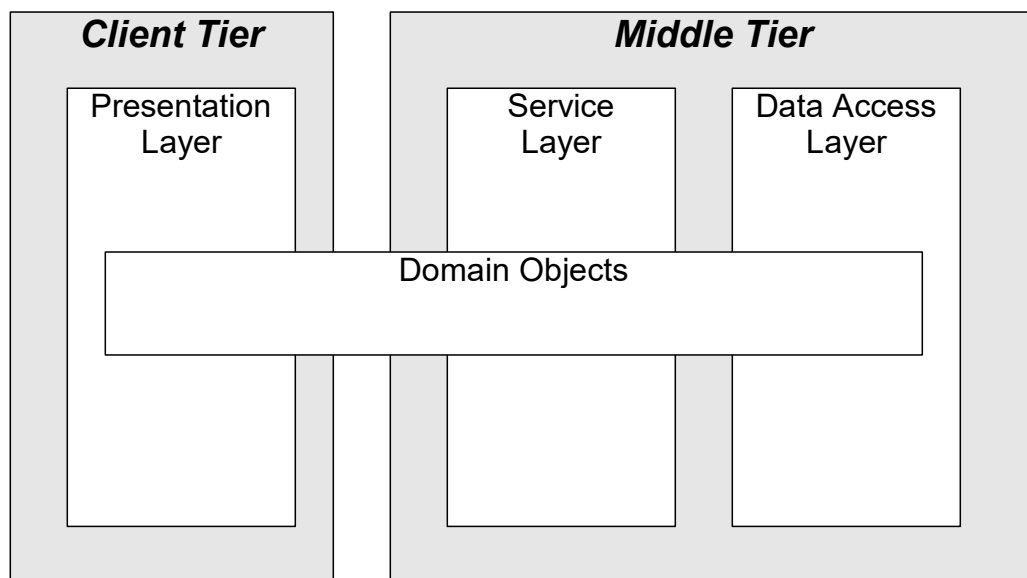 Client Tier
Middle Tier
Presentation
Layer
Service
Layer
Data Access
Layer
Domain Objects